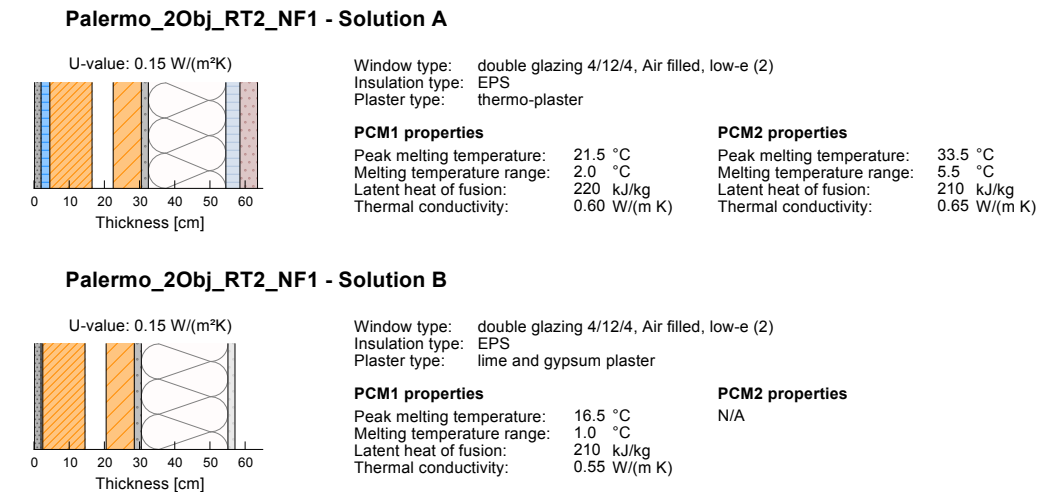 Palermo_2Obj_RT2_NF1 - Solution A
U-value: 0.15 W/(m²K)
0 10 20 30 40 50 60
Thickness [cm]
Window type: double glazing 4/12/4, Air filled, low-e (2)
Insulation type: EPS
Plaster type: thermo-plaster
PCM1 properties
Peak melting temperature: 21.5 °C
Melting temperature range: 2.0 °C
Latent heat of fusion: 220 kJ/kg
Thermal conductivity: 0.60 W/(m K)
PCM2 properties
Peak melting temperature: 33.5 °C
Melting temperature range: 5.5 °C
Latent heat of fusion: 210 kJ/kg
Thermal conductivity: 0.65 W/(m K)
Palermo_2Obj_RT2_NF1 - Solution B
U-value: 0.15 W/(m²K)
0 10 20 30 40 50 60
Thickness [cm]
Window type: double glazing 4/12/4, Air filled, low-e (2)
Insulation type: EPS
Plaster type: lime and gypsum plaster
PCM1 properties
Peak melting temperature: 16.5 °C
Melting temperature range: 1.0 °C
Latent heat of fusion: 210 kJ/kg
Thermal conductivity: 0.55 W/(m K)
PCM2 properties
N/A